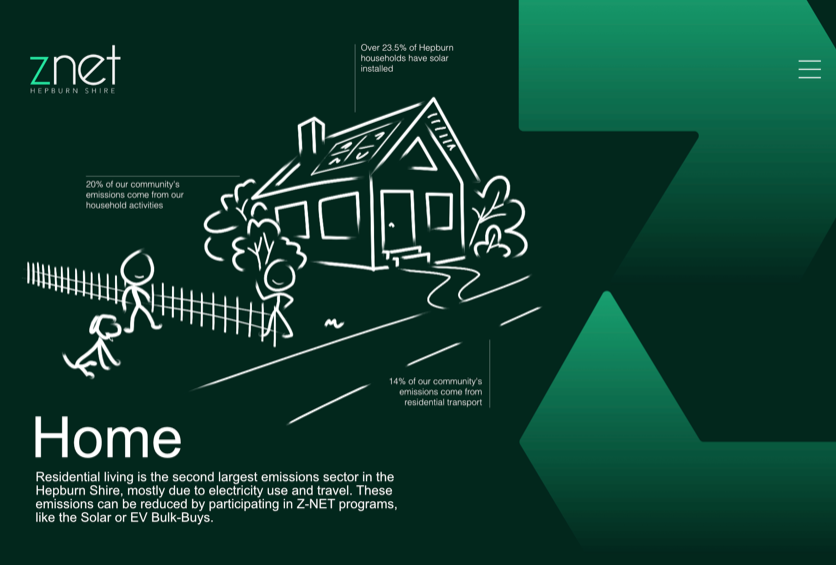 znet
HEPBURN SHIRE
Over 23.5% of Hepburn
households have solar
installed
20% of our community's
emissions come from our
household activities
14% of our community's
emissions come from
residential transport
Home
Residential living is the second largest emissions sector in the
Hepburn Shire, mostly due to electricity use and travel. These
emissions can be reduced by participating in Z-NET programs,
like the Solar or EV Bulk-Buys.